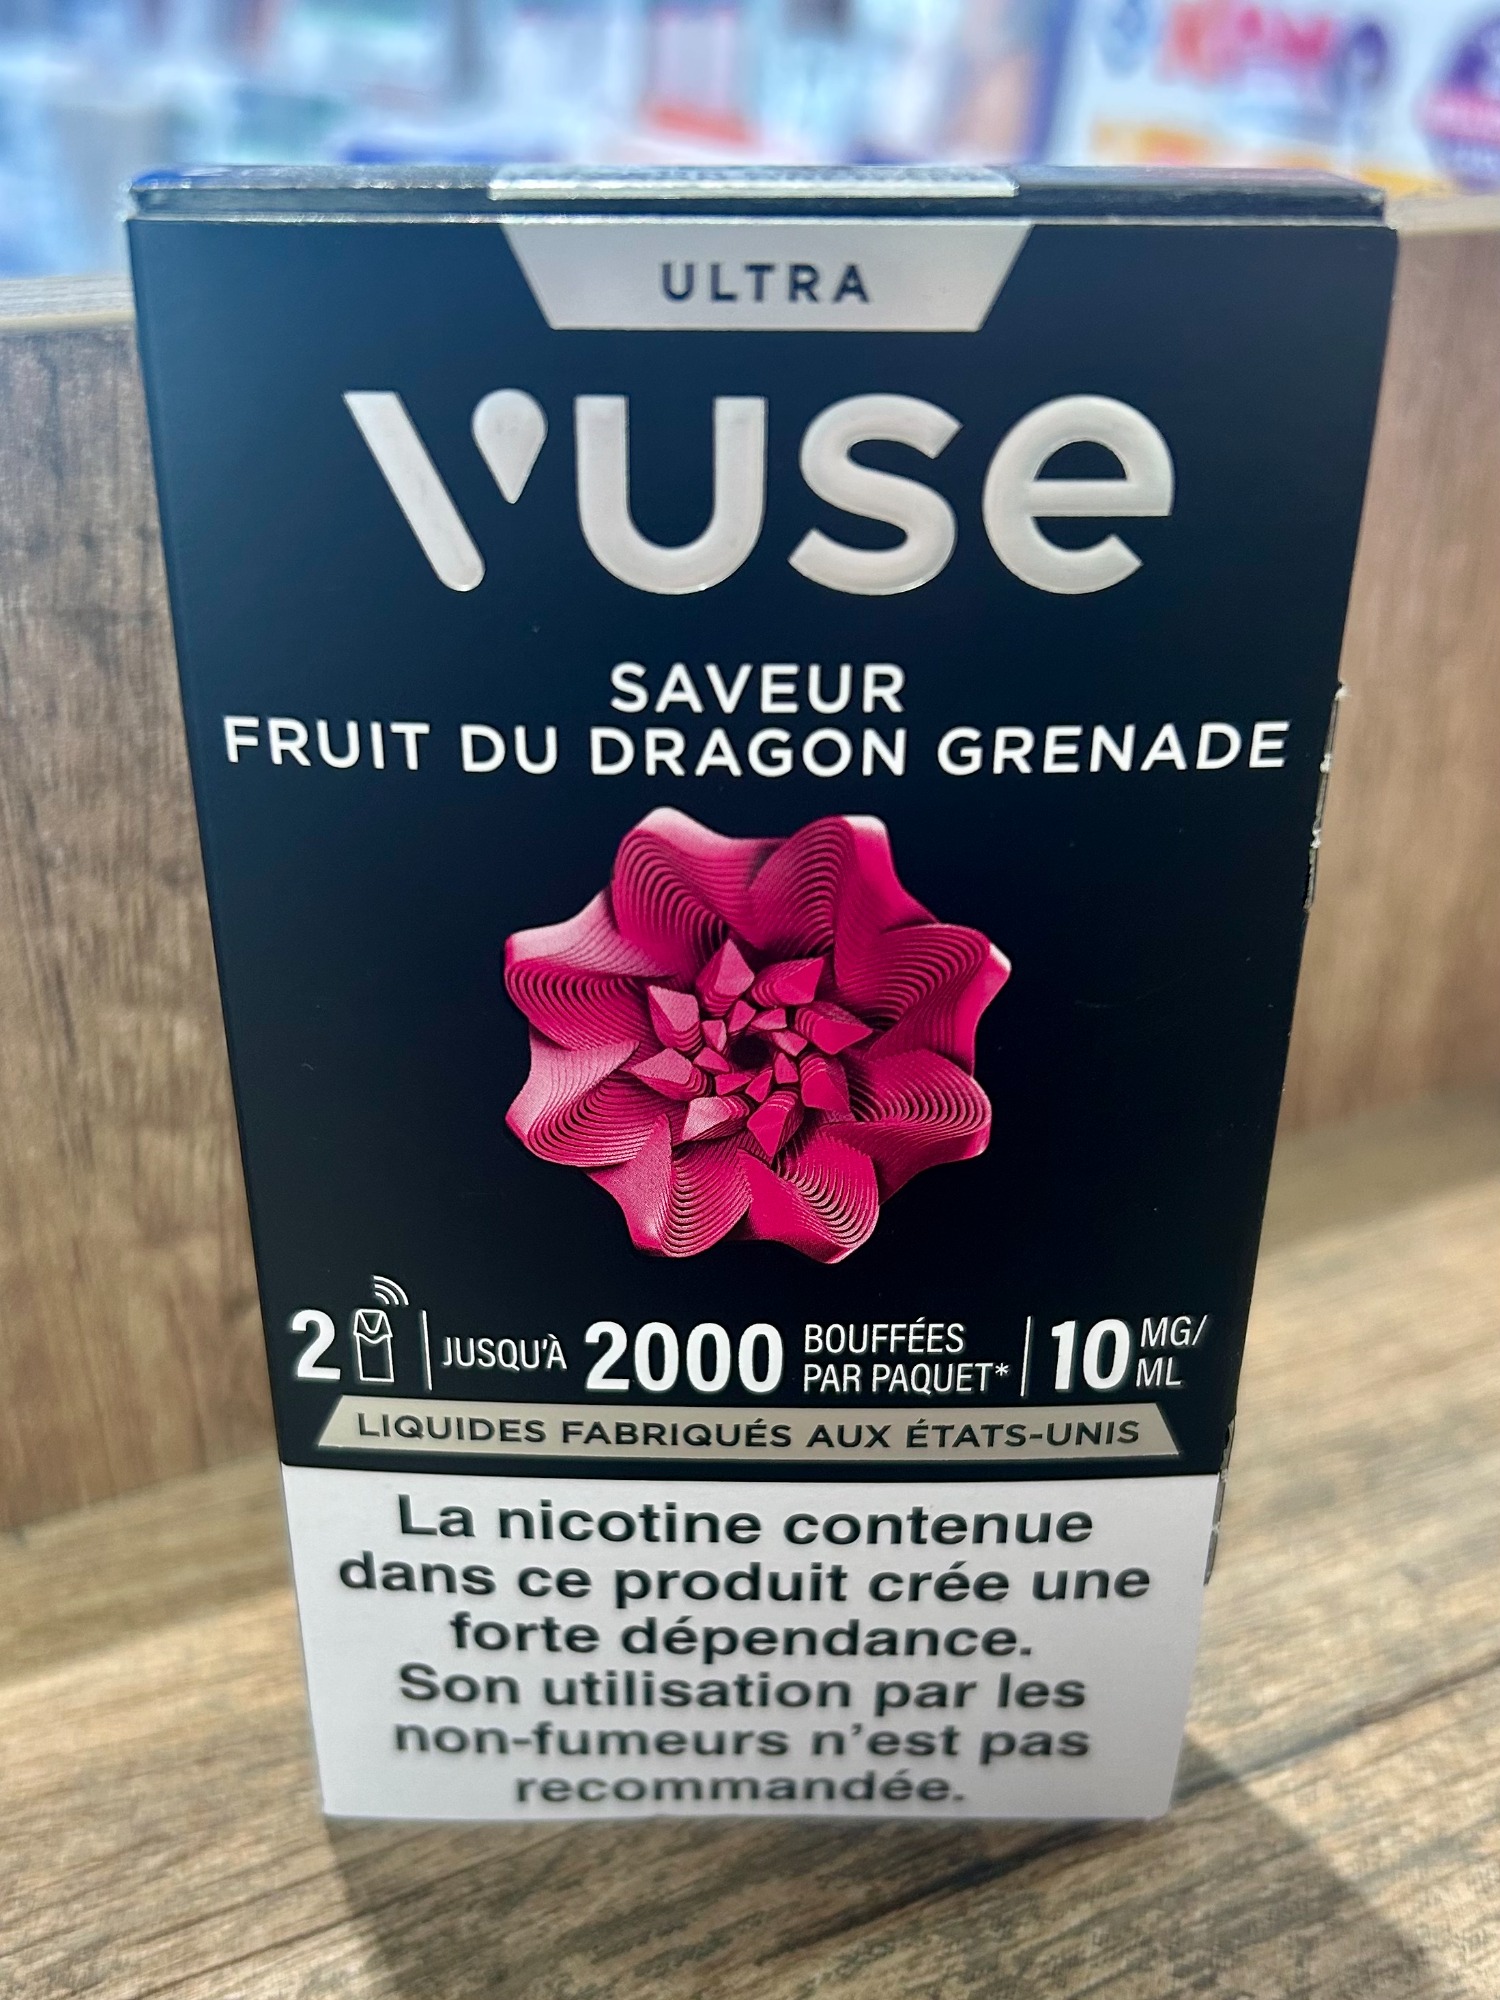 ULTRA
vuse
SAVEUR
FRUIT DU DRAGON GRENADE
2 | JUSQU'À 2000 BOUFFÉES PAR PAQUET* | 10 MG/ML
LIQUIDES FABRIQUÉS AUX ÉTATS-UNIS
La nicotine contenue
dans ce produit crée une
forte dépendance.
Son utilisation par les
non-fumeurs n'est pas
recommandée.